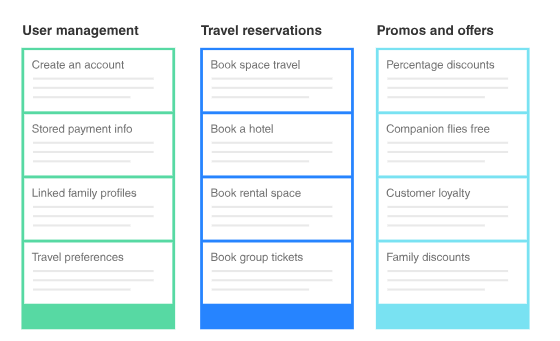 User management
Create an account
Stored payment info
Linked family profiles
Travel preferences
Travel reservations
Book space travel
Book a hotel
Book rental space
Book group tickets
Promos and offers
Percentage discounts
Companion flies free
Customer loyalty
Family discounts